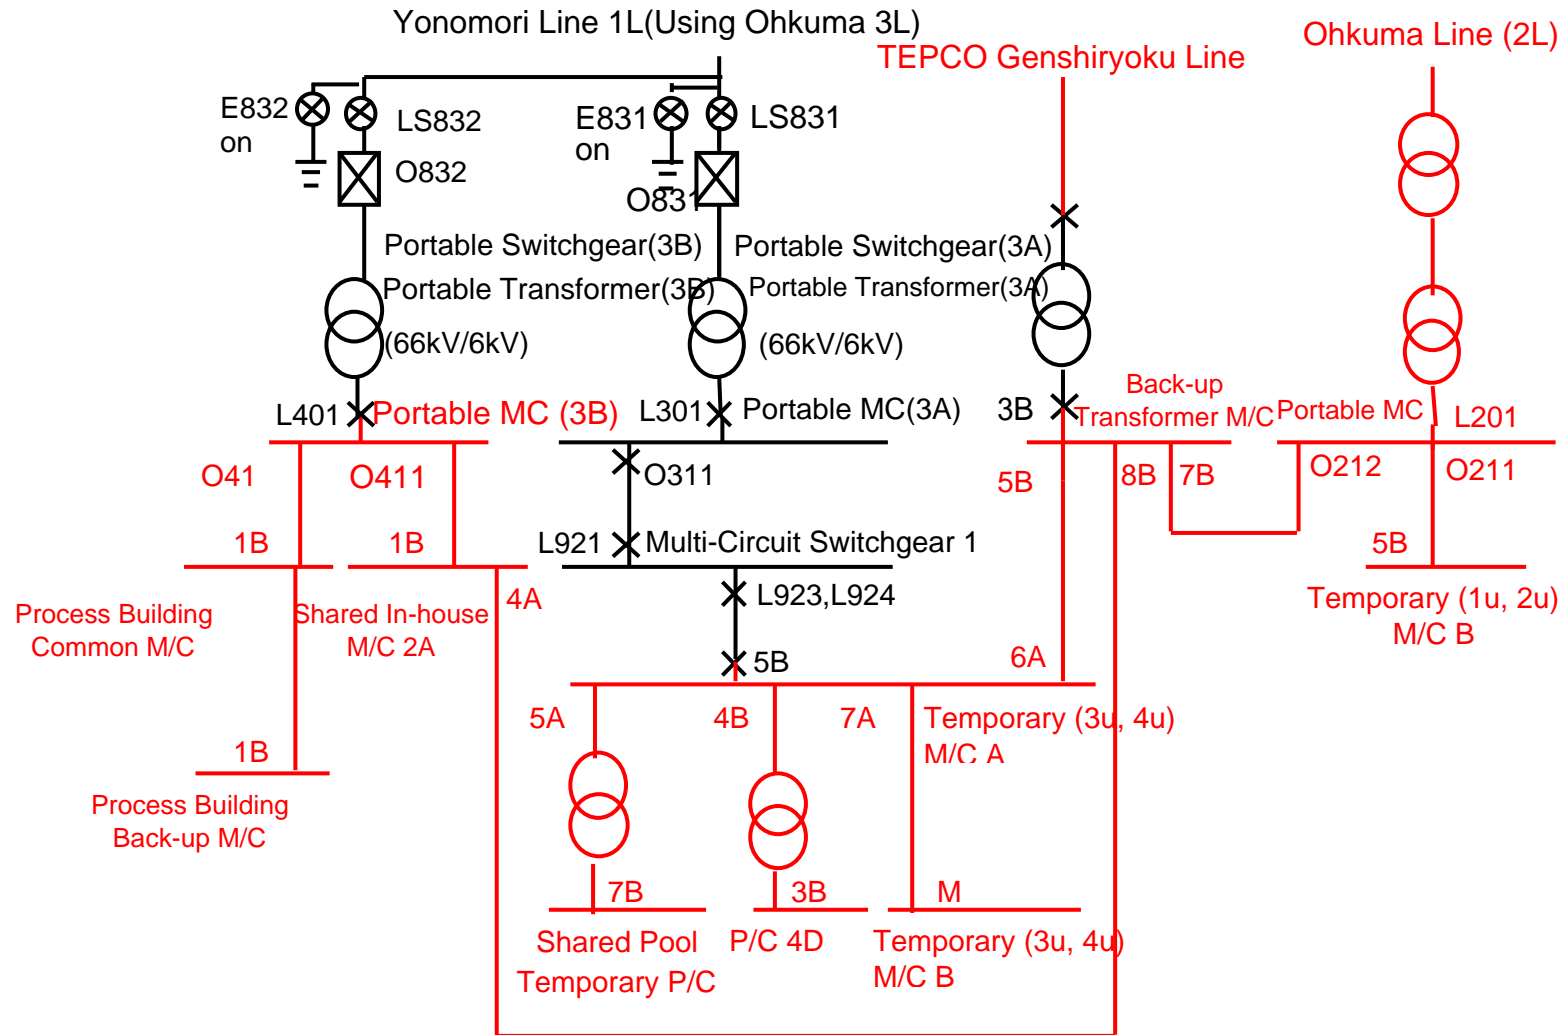 Yonomori Line 1L(Using Ohkuma 3L)
TEPCO Genshiryoku Line
Ohkuma Line (2L)
E832
on
LS832
O832
E831
on
LS831
O831
Portable Switchgear(3B)
Portable Switchgear(3A)
Portable Transformer(3B)
Portable Transformer(3A)
(66kV/6kV)
(66kV/6kV)
L401
Portable MC (3B)
L301
Portable MC(3A)
3B
Back-up
Transformer M/C
Portable MC
L201
O41
O411
O311
5B
8B
7B
O212
O211
1B
1B
L921
Multi-Circuit Switchgear 1
5B
Process Building
Common M/C
Shared In-house
M/C 2A
4A
L923,L924
Temporary (1u, 2u)
M/C B
5B
6A
5A
4B
7A
Temporary (3u, 4u)
M/C A
1B
Process Building
Back-up M/C
7B
3B
M
Shared Pool
Temporary P/C
P/C 4D
Temporary (3u, 4u)
M/C B